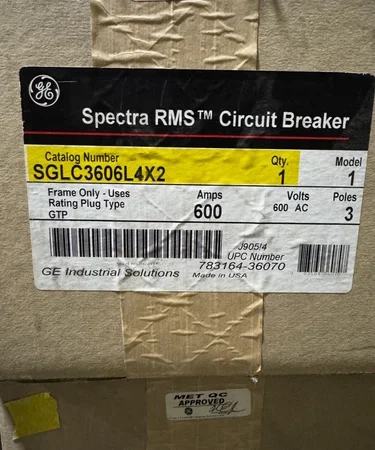 GE
Spectra RMS™ Circuit Breaker
Catalog Number Qty. Model
SGLC3606L4X2 1 1
Frame Only - Uses Amps Volts Poles
Rating Plug Type 600 600 AC 3
GTP
J905/4
UPC Number
783164-36070
GE Industrial Solutions Made in USA
MET QC
APPROVED